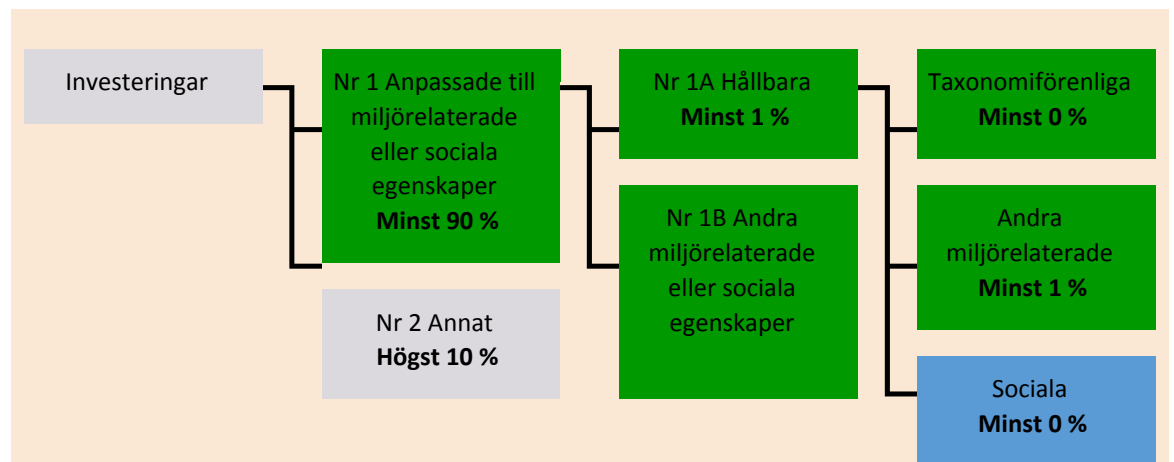 Investeringar
Nr 1 Anpassade till
miljörelaterade
eller sociala
egenskaper
Minst 90 %
Nr 2 Annat
Högst 10 %
Nr 1A Hållbara
Minst 1 %
Nr 1B Andra
miljörelaterade
eller sociala
egenskaper
Taxonomiförenliga
Minst 0 %
Andra
miljörelaterade
Minst 1 %
Sociala
Minst 0 %